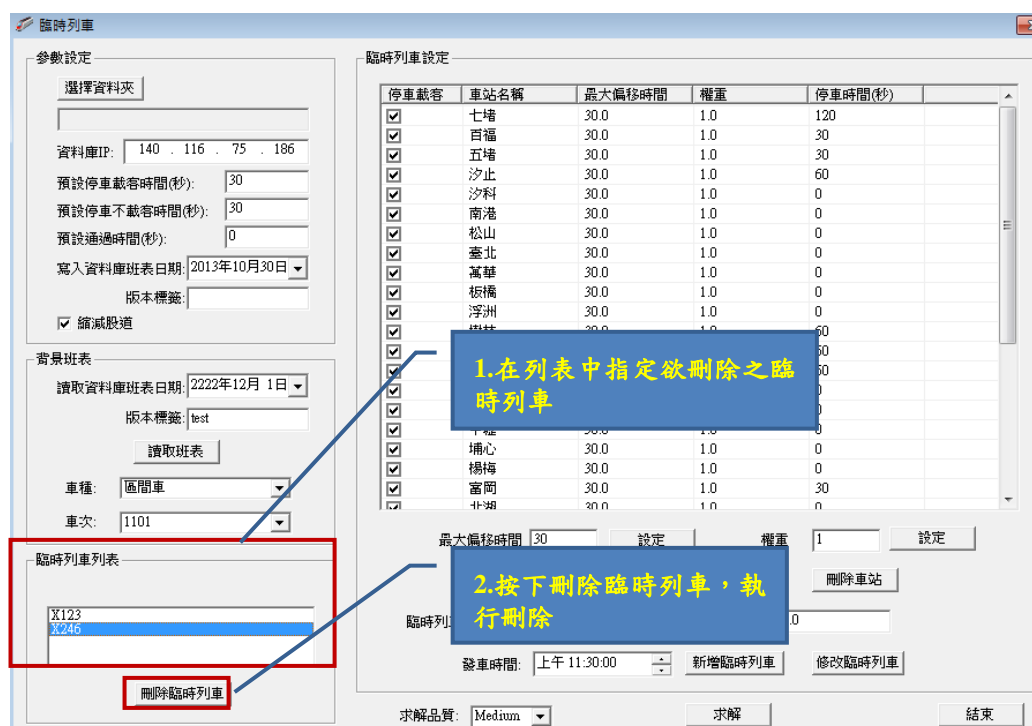 臨時列車
參數設定
選擇資料夾
資料庫IP: 140 . 116 . 75 . 186
預設停車載客時間(秒): 30
預設停車不載客時間(秒): 30
預設通過時間(秒): 0
寫入資料庫班表日期: 2013年10月30日
版本標籤:
縮減股道
背景班表
讀取資料庫班表日期: 2222年12月 1日
版本標籤: test
讀取班表
車種: 區間車
車次: 1101
臨時列車列表
X123
X246
刪除臨時列車
臨時列車設定
停車載客 車站名稱 最大偏移時間 權重 停車時間(秒)
七堵 30.0 1.0 120
百福 30.0 1.0 30
五堵 30.0 1.0 30
汐止 30.0 1.0 60
汐科 30.0 1.0 0
南港 30.0 1.0 0
松山 30.0 1.0 0
臺北 30.0 1.0 0
萬華 30.0 1.0 0
板橋 30.0 1.0 0
浮洲 30.0 1.0 0
1.在列表中指定欲刪除之臨
時列車
埔心 30.0 1.0 0
楊梅 30.0 1.0 0
富岡 30.0 1.0 30
北湖 30.0 1.0 0
最大偏移時間 30 設定 權重 1 設定
2.按下刪除臨時列車，執
行刪除
刪除車站
臨時列
發車時間: 上午 11:30:00 新增臨時列車 修改臨時列車
求解品質: Medium 求解 結束